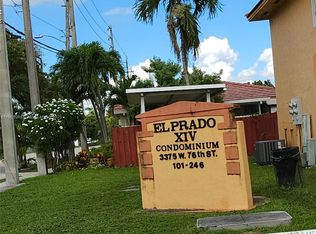 EL PRADO
XIV
CONDOMINIUM
3375 W. 76th ST.
101-246